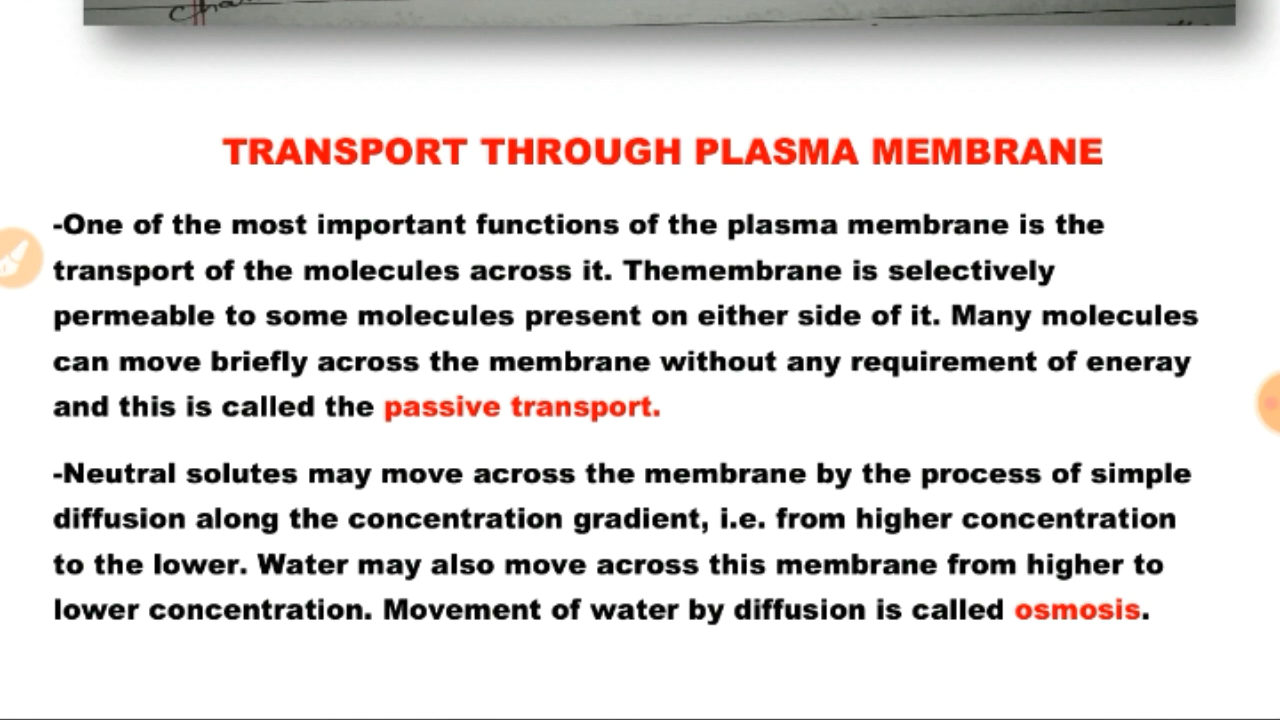 TRANSPORT THROUGH PLASMA MEMBRANE
-One of the most important functions of the plasma membrane is the
transport of the molecules across it. Themembrane is selectively
permeable to some molecules present on either side of it. Many molecules
can move briefly across the membrane without any requirement of eneray
and this is called the passive transport.
-Neutral solutes may move across the membrane by the process of simple
diffusion along the concentration gradient, i.e. from higher concentration
to the lower. Water may also move across this membrane from higher to
lower concentration. Movement of water by diffusion is called osmosis.